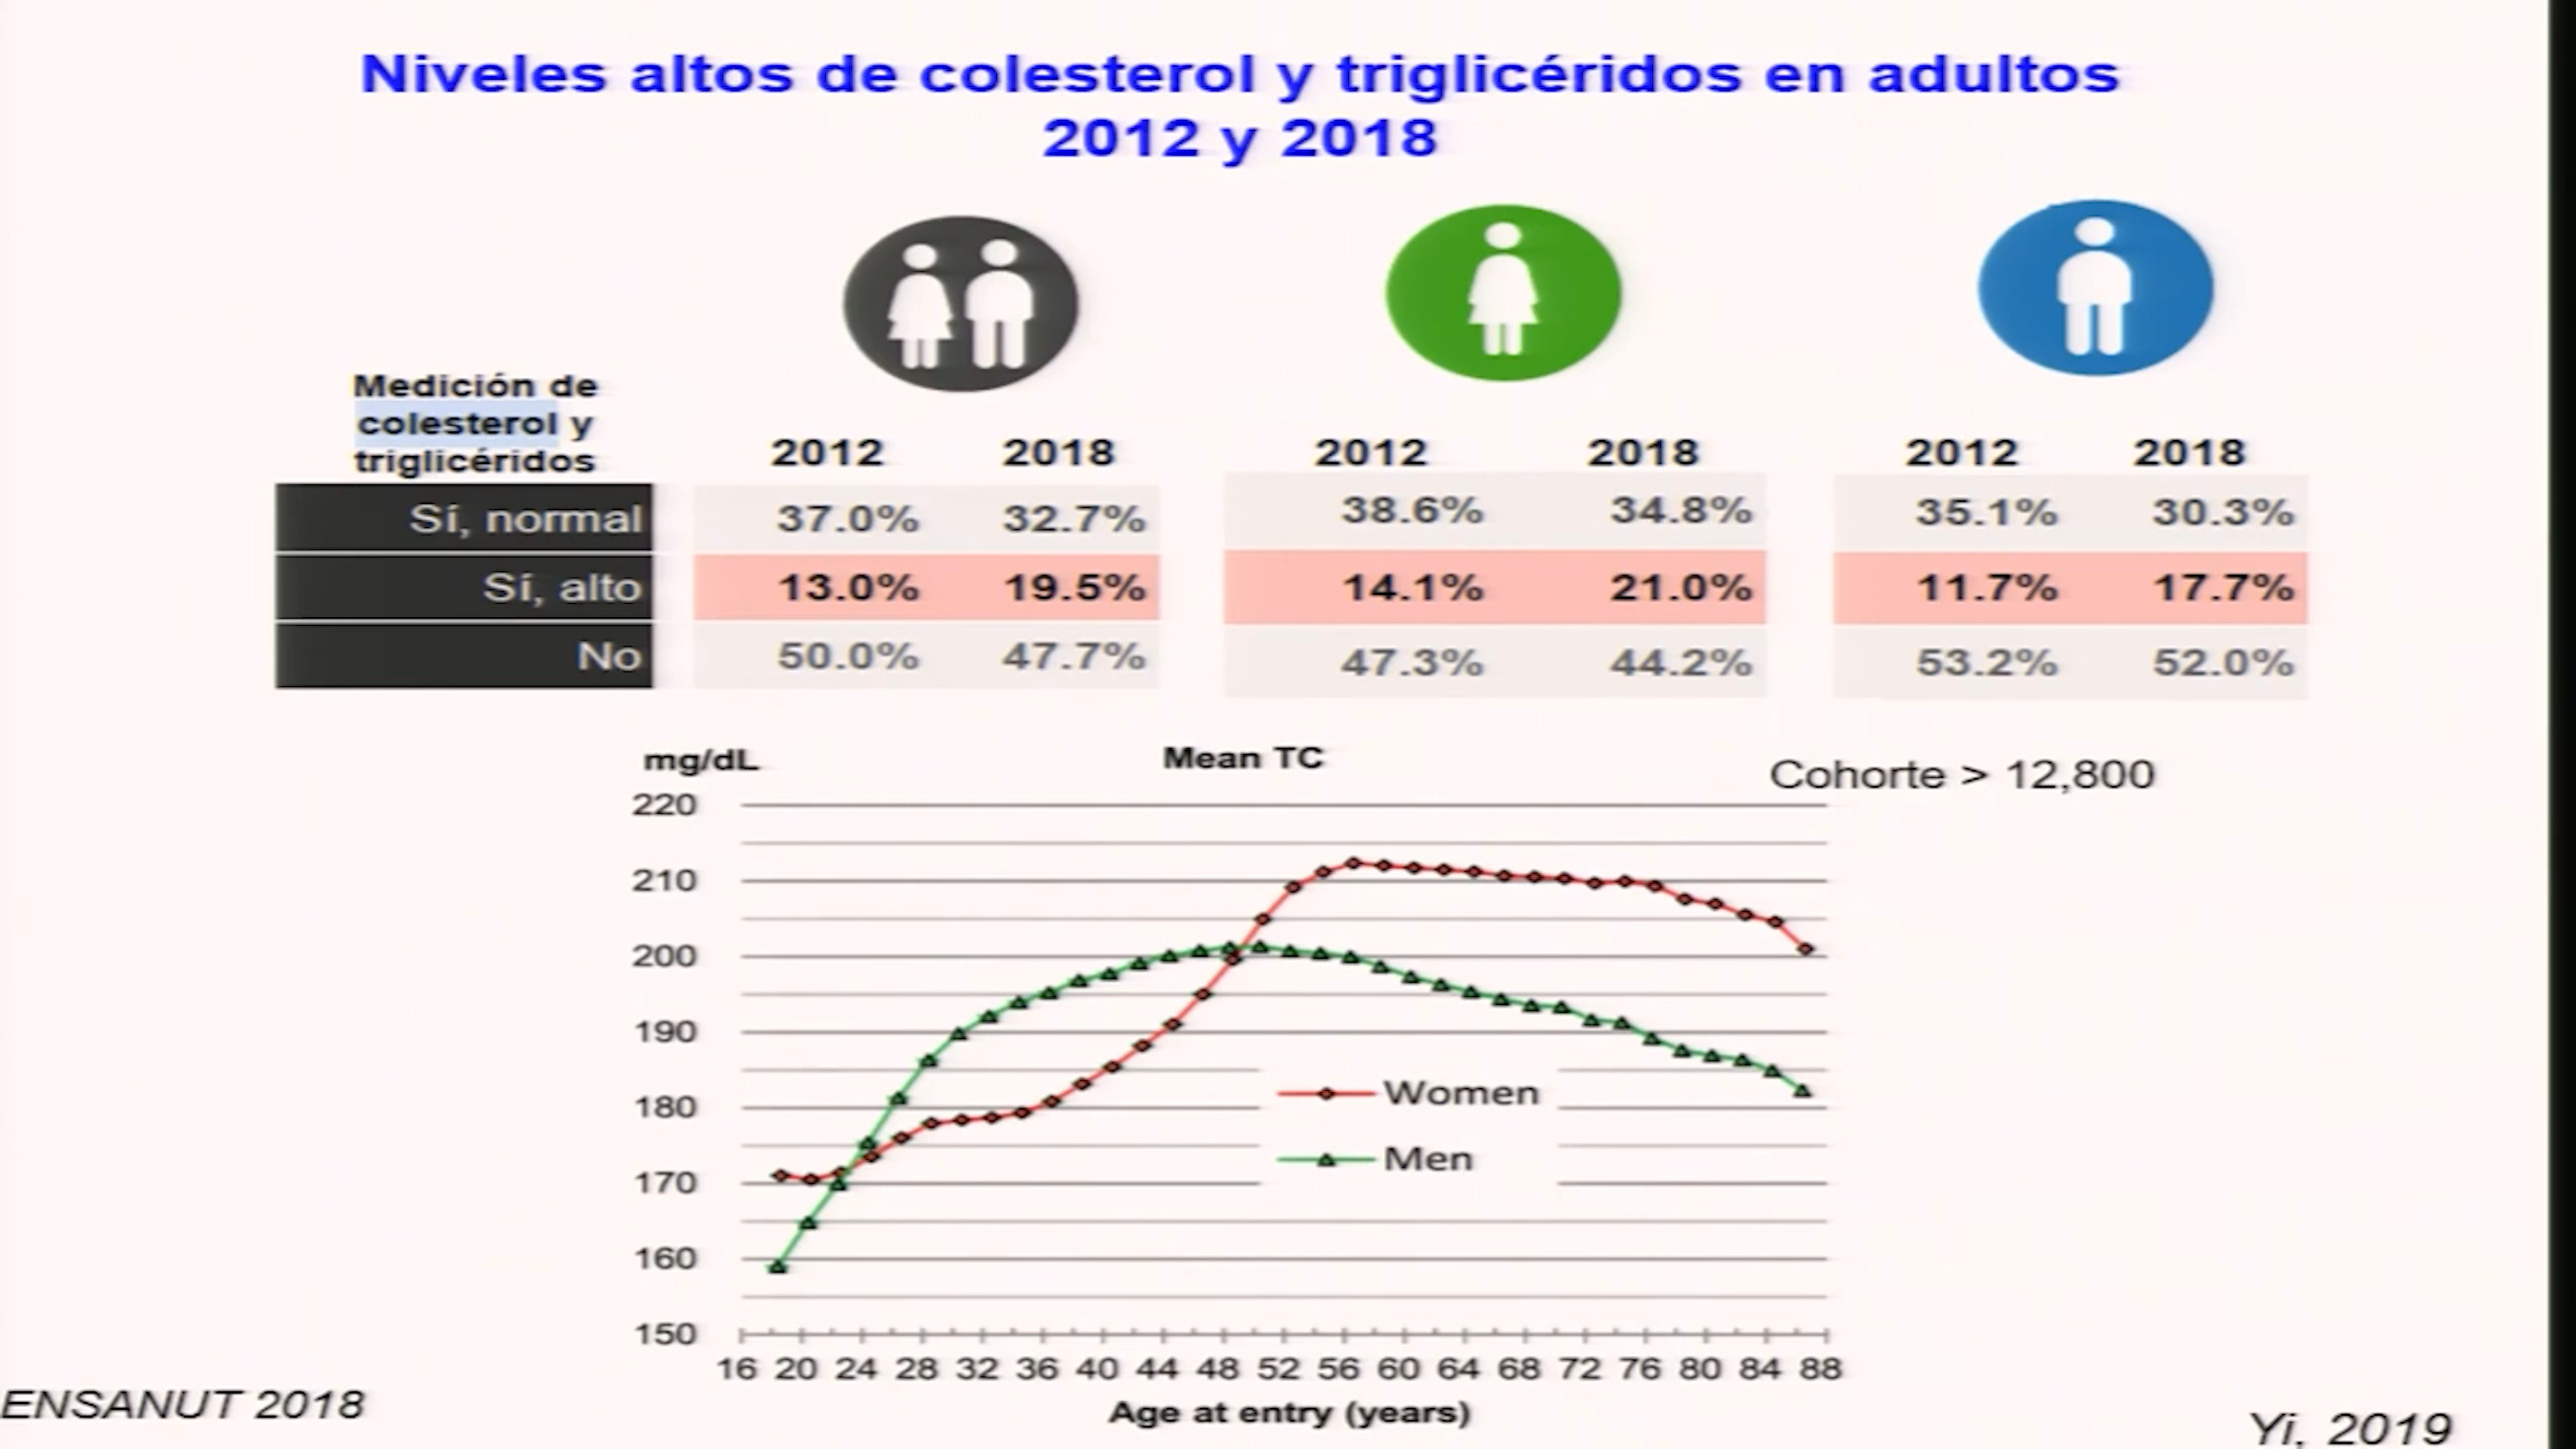 Niveles altos de colesterol y triglicéridos en adultos
2012 y 2018
Medición de
colesterol y
triglicéridos
2012 2018 2012 2018 2012 2018
Sí, normal 37.0% 32.7% 38.6% 34.8% 35.1% 30.3%
Sí, alto 13.0% 19.5% 14.1% 21.0% 11.7% 17.7%
No 50.0% 47.7% 47.3% 44.2% 53.2% 52.0%
mg/dL Mean TC Cohorte > 12,800
220
210
200
190
180
170
160
150
Women
Men
16 20 24 28 32 36 40 44 48 52 56 60 64 68 72 76 80 84 88
Age at entry (years)
ENSANUT 2018
Yi, 2019